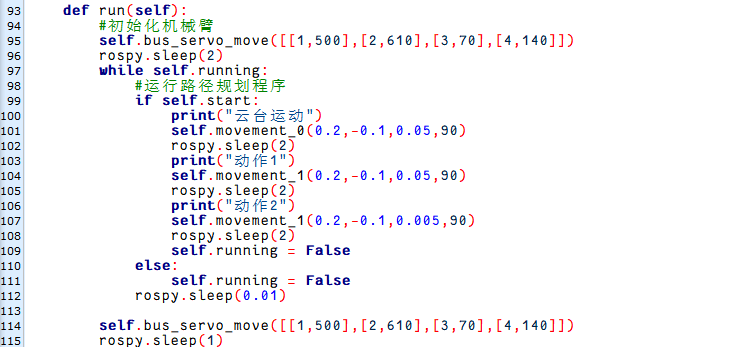 93     def run(self):
94         #初始化机械臂
95         self.bus_servo_move([[1,500],[2,610],[3,70],[4,140]])
96         rospy.sleep(2)
97         while self.running:
98             #运行路径规划程序
99             if self.start:
100                 print("云台运动")
101                 self.movement_0(0.2,-0.1,0.05,90)
102                 rospy.sleep(2)
103                 print("动作1")
104                 self.movement_1(0.2,-0.1,0.05,90)
105                 rospy.sleep(2)
106                 print("动作2")
107                 self.movement_1(0.2,-0.1,0.005,90)
108                 rospy.sleep(2)
109                 self.running = False
110             else:
111                 self.running = False
112             rospy.sleep(0.01)
113
114         self.bus_servo_move([[1,500],[2,610],[3,70],[4,140]])
115         rospy.sleep(1)